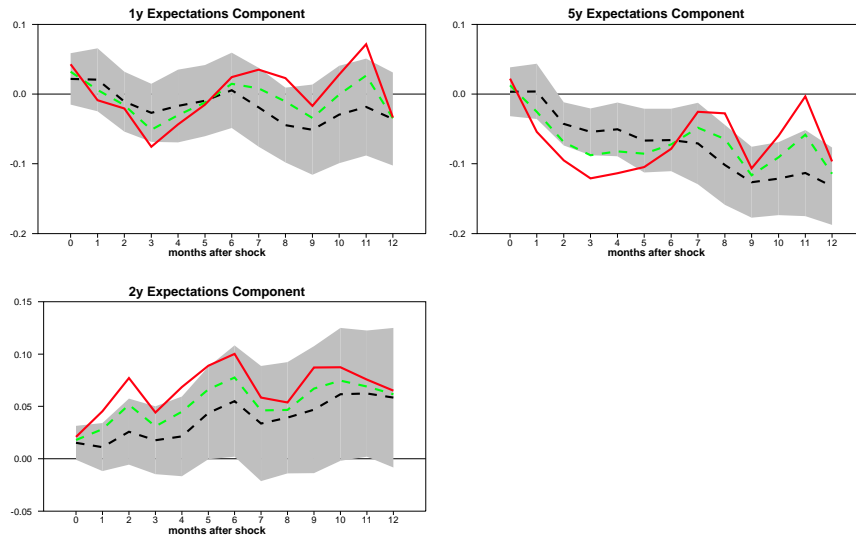 1y Expectations Component
0.1
0.0
-0.1
-0.2
0 1 2 3 4 5 6 7 8 9 10 11 12
months after shock
5y Expectations Component
0.1
0.0
-0.1
-0.2
0 1 2 3 4 5 6 7 8 9 10 11 12
months after shock
2y Expectations Component
0.15
0.10
0.05
0.00
-0.05
0 1 2 3 4 5 6 7 8 9 10 11 12
months after shock